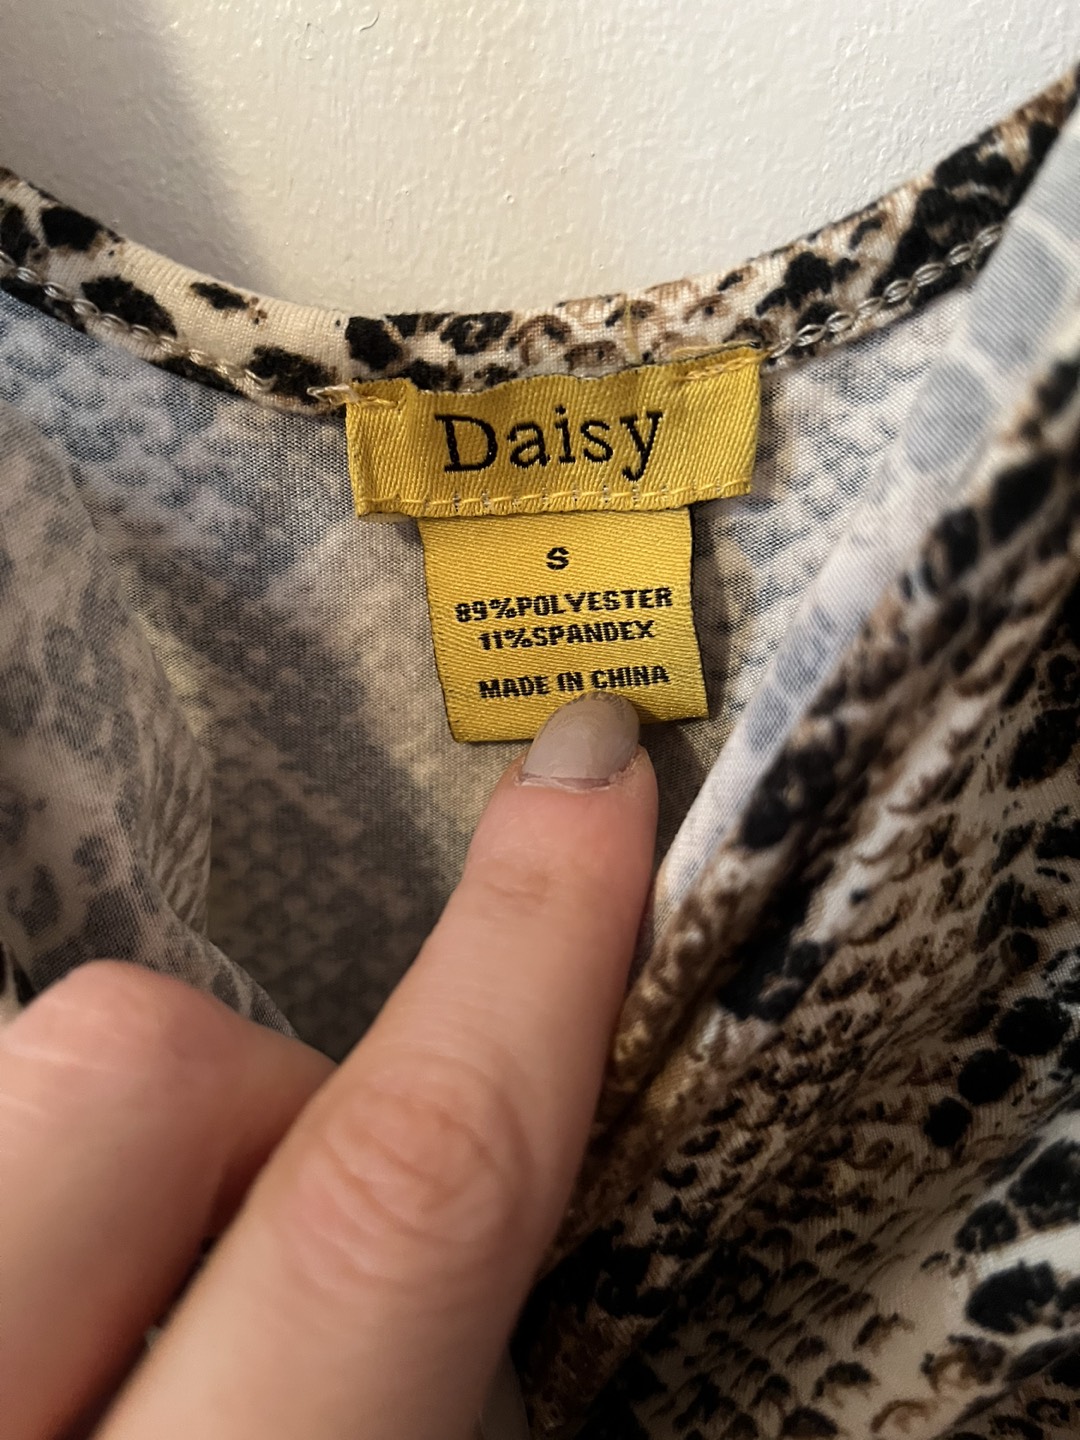 Daisy
S
89%POLYESTER
11%SPANDEX
MADE IN CHINA